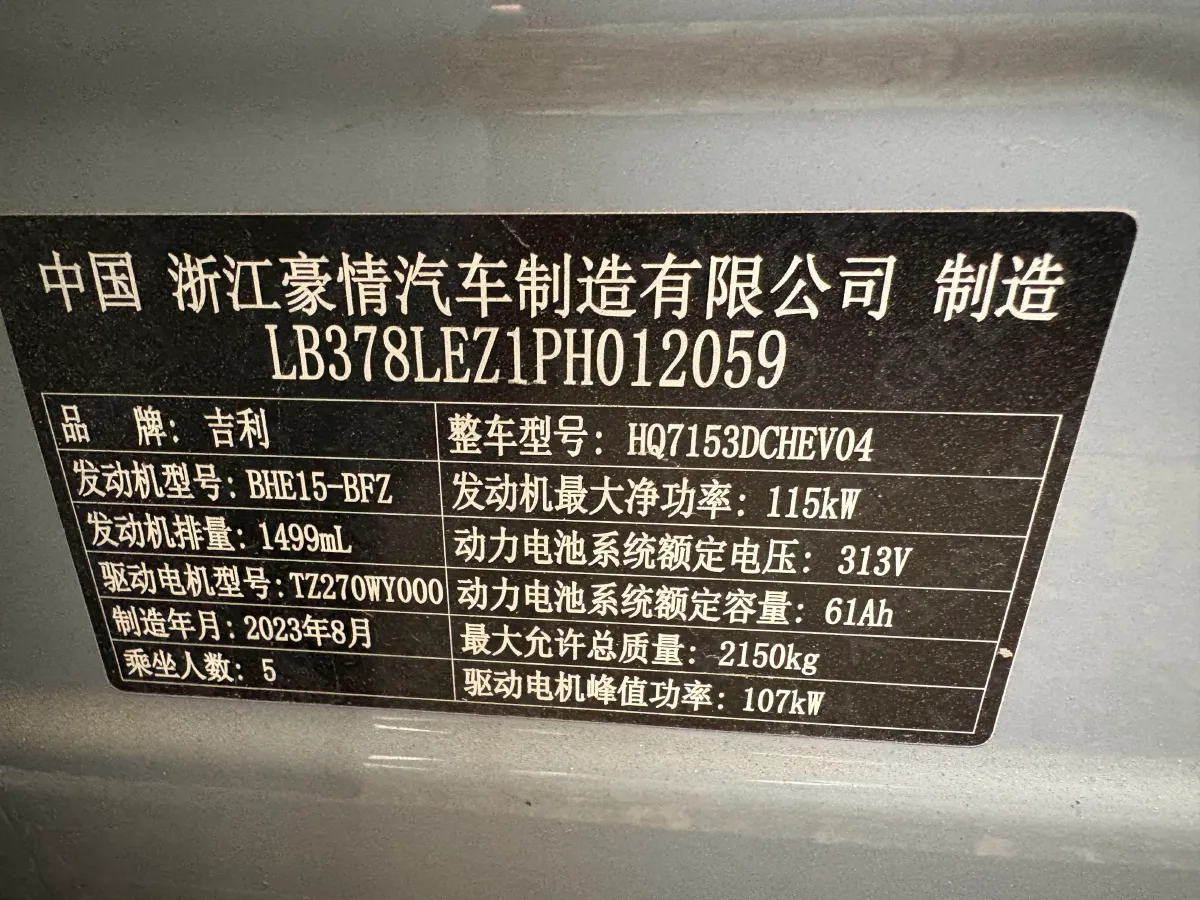 中国 浙江豪情汽车制造有限公司 制造
LB378LEZ1PH012059
品 牌: 吉利
整车型号: HQ7153DCHEV04
发动机型号: BHE15-BFZ
发动机最大净功率: 115kW
发动机排量: 1499mL
动力电池系统额定电压: 313V
驱动电机型号: TZ270WY000
动力电池系统额定容量: 61Ah
制造年月: 2023年8月
最大允许总质量: 2150kg
乘坐人数: 5
驱动电机峰值功率: 107kW